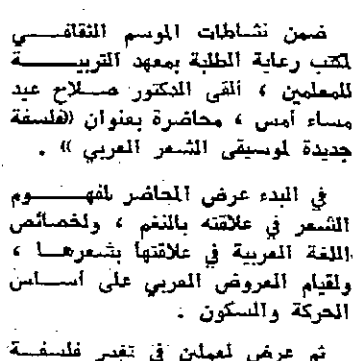 ضمن نشاطات الموسم الثقافي
لمكتب رعاية الطلبة بمعهد التربية
للمعلمين ، ألقى الدكتور صلاح عيد
مساء أمس ، محاضرة بعنوان «فلسفة
جديدة لموسيقى الشعر العربي» .
في البدء عرض المحاضر لمفهوم
الشعر في علاقته بالنغم ، ولخصائص
اللغة العربية في علاقتها بشعرها ،
ولقيام العروض العربي على أساس
الحركة والسكون .
ثم عرض لعملين في تفسير فلسفة